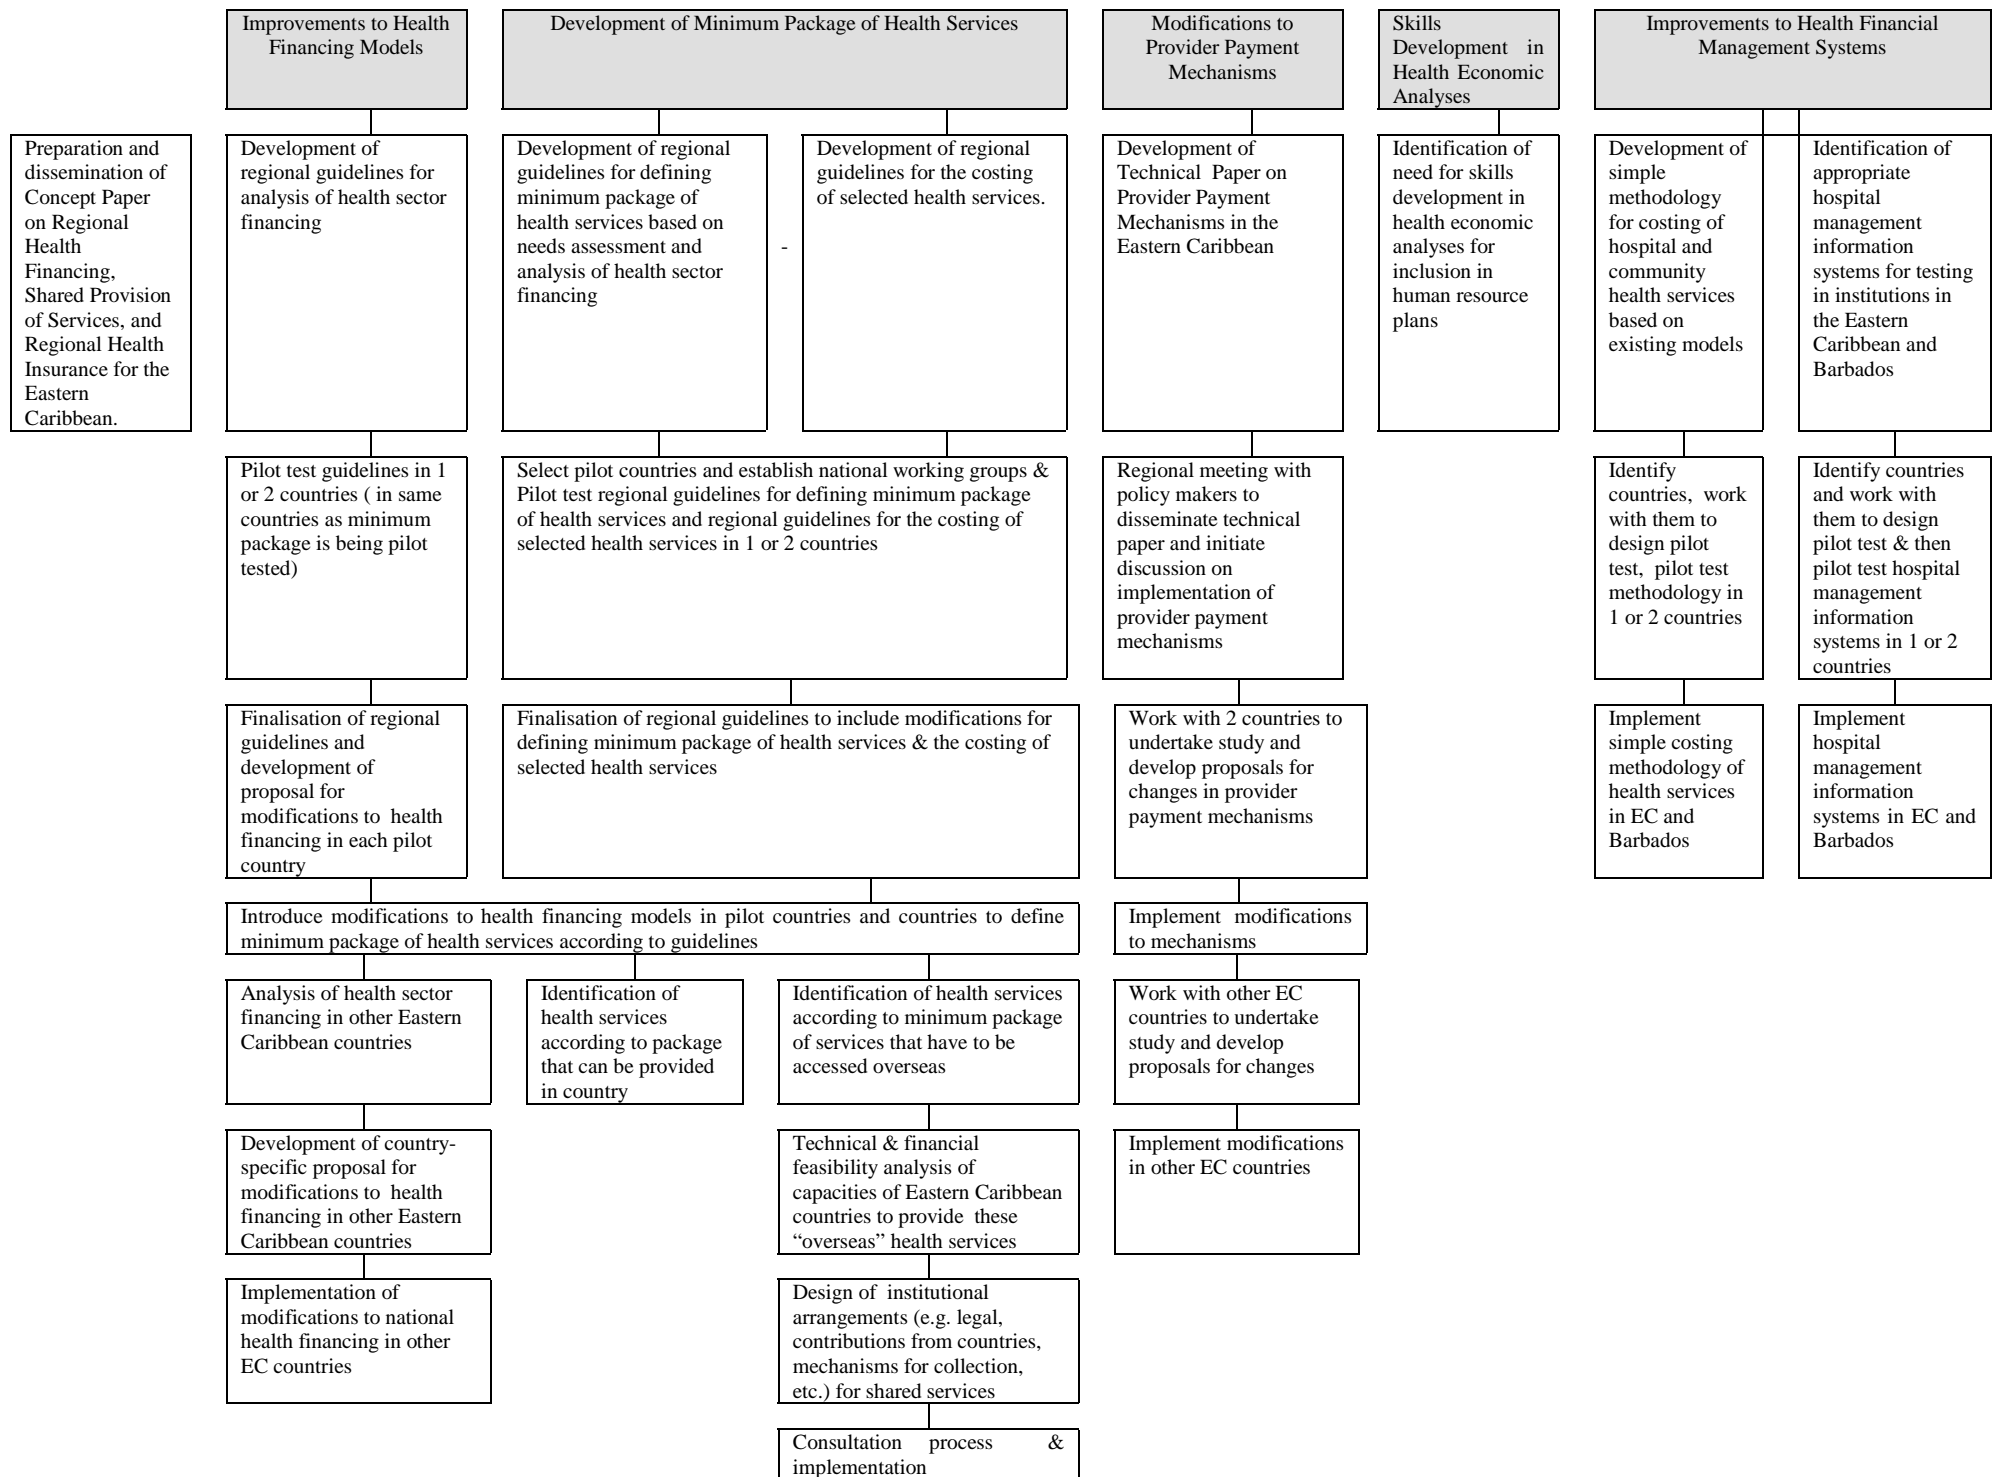 Improvements to Health
Financing Models
Development of Minimum Package of Health Services
Modifications to
Provider Payment
Mechanisms
Skills
Development in
Health Economic
Analyses
Improvements to Health Financial
Management Systems
Preparation and
dissemination of
Concept Paper
on Regional
Health
Financing,
Shared Provision
of Services, and
Regional Health
Insurance for the
Eastern
Caribbean.
Development of
regional guidelines for
analysis of health sector
financing
Development of regional
guidelines for defining
minimum package of
health services based on
needs assessment and
analysis of health sector
financing
-
Development of regional
guidelines for the costing
of selected health services.
Development of
Technical Paper on
Provider Payment
Mechanisms in the
Eastern Caribbean
Identification of
need for skills
development in
health economic
analyses for
inclusion in
human resource
plans
Development of
simple
methodology
for costing of
hospital and
community
health services
based on
existing models
Identification of
appropriate
hospital
management
information
systems for testing
in institutions in
the Eastern
Caribbean and
Barbados
Pilot test guidelines in 1
or 2 countries ( in same
countries as minimum
package is being pilot
tested)
Select pilot countries and establish national working groups &
Pilot test regional guidelines for defining minimum package
of health services and regional guidelines for the costing of
selected health services in 1 or 2 countries
Regional meeting with
policy makers to
disseminate technical
paper and initiate
discussion on
implementation of
provider payment
mechanisms
Identify
countries, work
with them to
design pilot
test, pilot test
methodology in
1 or 2 countries
Identify countries
and work with
them to design
pilot test & then
pilot test hospital
management
information
systems in 1 or 2
countries
Finalisation of regional
guidelines and
development of
proposal for
modifications to health
financing in each pilot
country
Finalisation of regional guidelines to include modifications for
defining minimum package of health services & the costing of
selected health services
Work with 2 countries to
undertake study and
develop proposals for
changes in provider
payment mechanisms
Implement
simple costing
methodology of
health services
in EC and
Barbados
Implement
hospital
management
information
systems in EC and
Barbados
Introduce modifications to health financing models in pilot countries and countries to define
minimum package of health services according to guidelines
Implement modifications
to mechanisms
Analysis of health sector
financing in other Eastern
Caribbean countries
Identification of
health services
according to package
that can be provided
in country
Identification of health services
according to minimum package
of services that have to be
accessed overseas
Work with other EC
countries to undertake
study and develop
proposals for changes
Development of country-
specific proposal for
modifications to health
financing in other Eastern
Caribbean countries
Technical & financial
feasibility analysis of
capacities of Eastern Caribbean
countries to provide these
“overseas” health services
Implement modifications
in other EC countries
Implementation of
modifications to national
health financing in other
EC countries
Design of institutional
arrangements (e.g. legal,
contributions from countries,
mechanisms for collection,
etc.) for shared services
Consultation process &
implementation